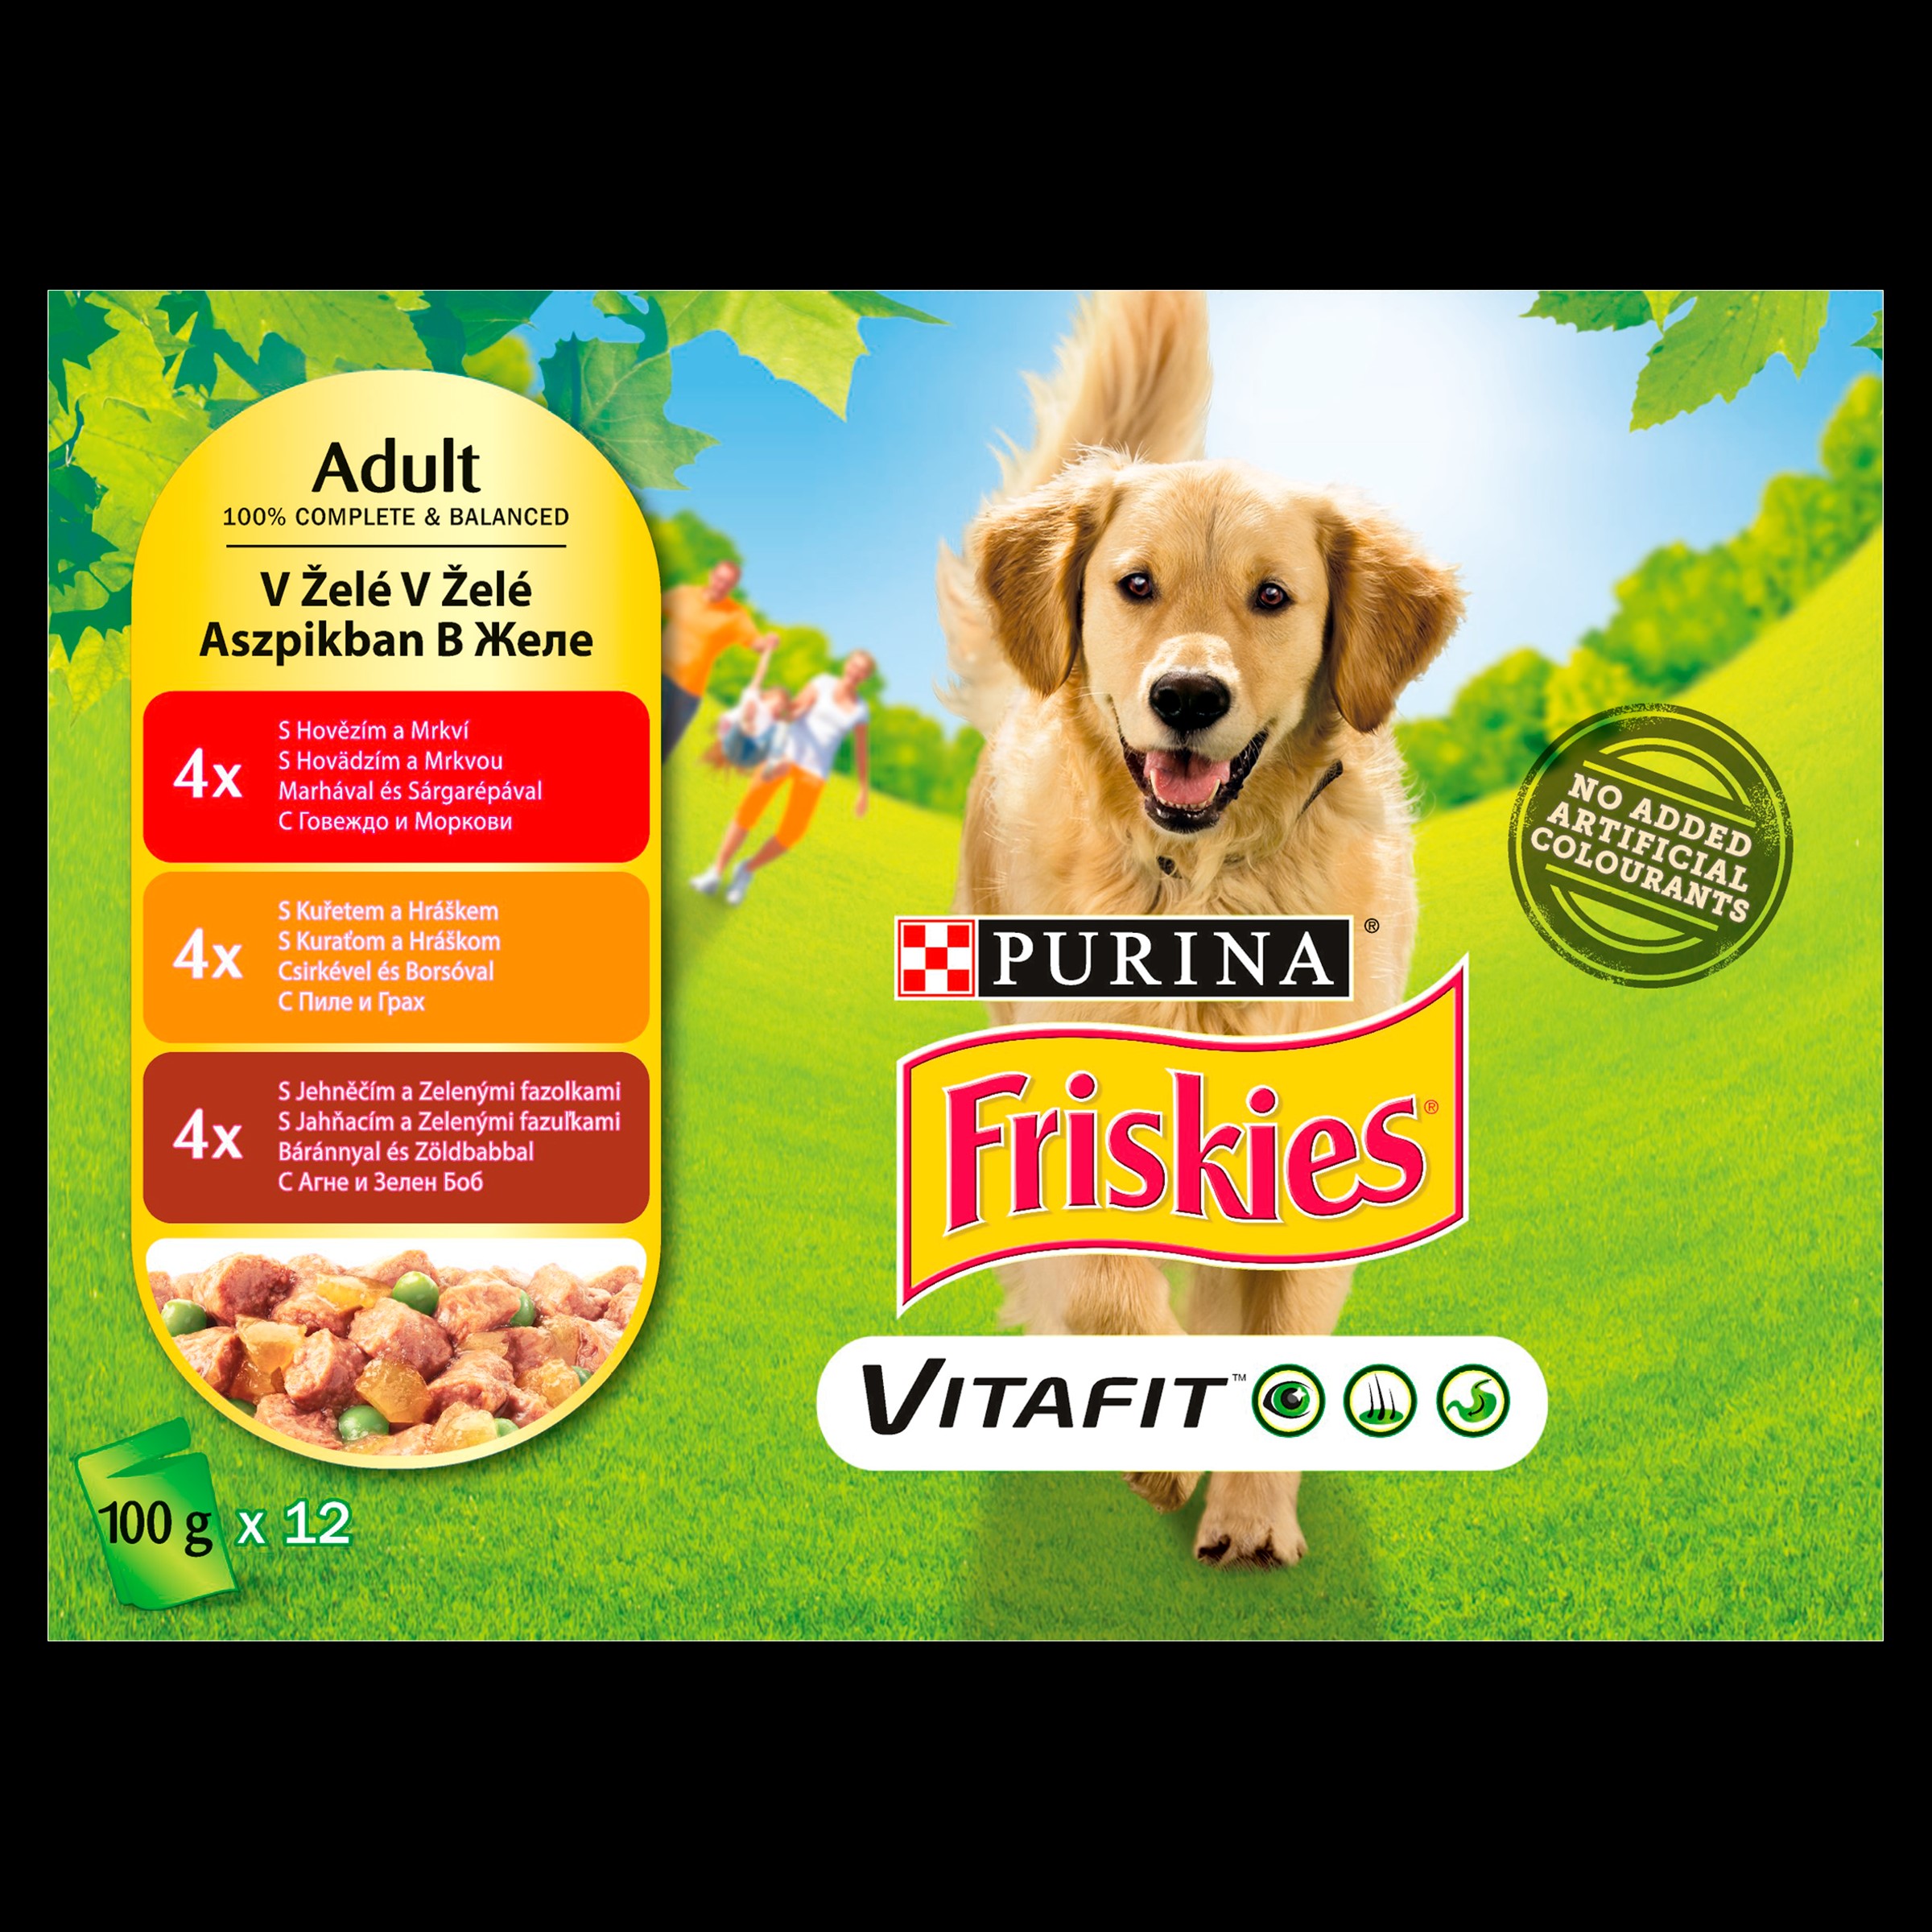 Adult
100% COMPLETE & BALANCED
V Želé V Želé
Aszpikban В Желе
4x
S Hovězím a Mrkví
S Hovädzím a Mrkvou
Marhával és Sárgarépával
С Говеждо и Моркови
4x
S Kuřetem a Hráškem
S Kuraťom a Hráškom
Csirkével és Borsóval
С Пиле и Грах
4x
S Jehněčím a Zelenými fazolkami
S Jahňacím a Zelenými fazuľkami
Báránnyal és Zöldbabbal
С Агне и Зелен Боб
100 g x 12
NO ADDED
ARTIFICIAL
COLOURANTS
PURINA®
Friskies®
VITAFIT™